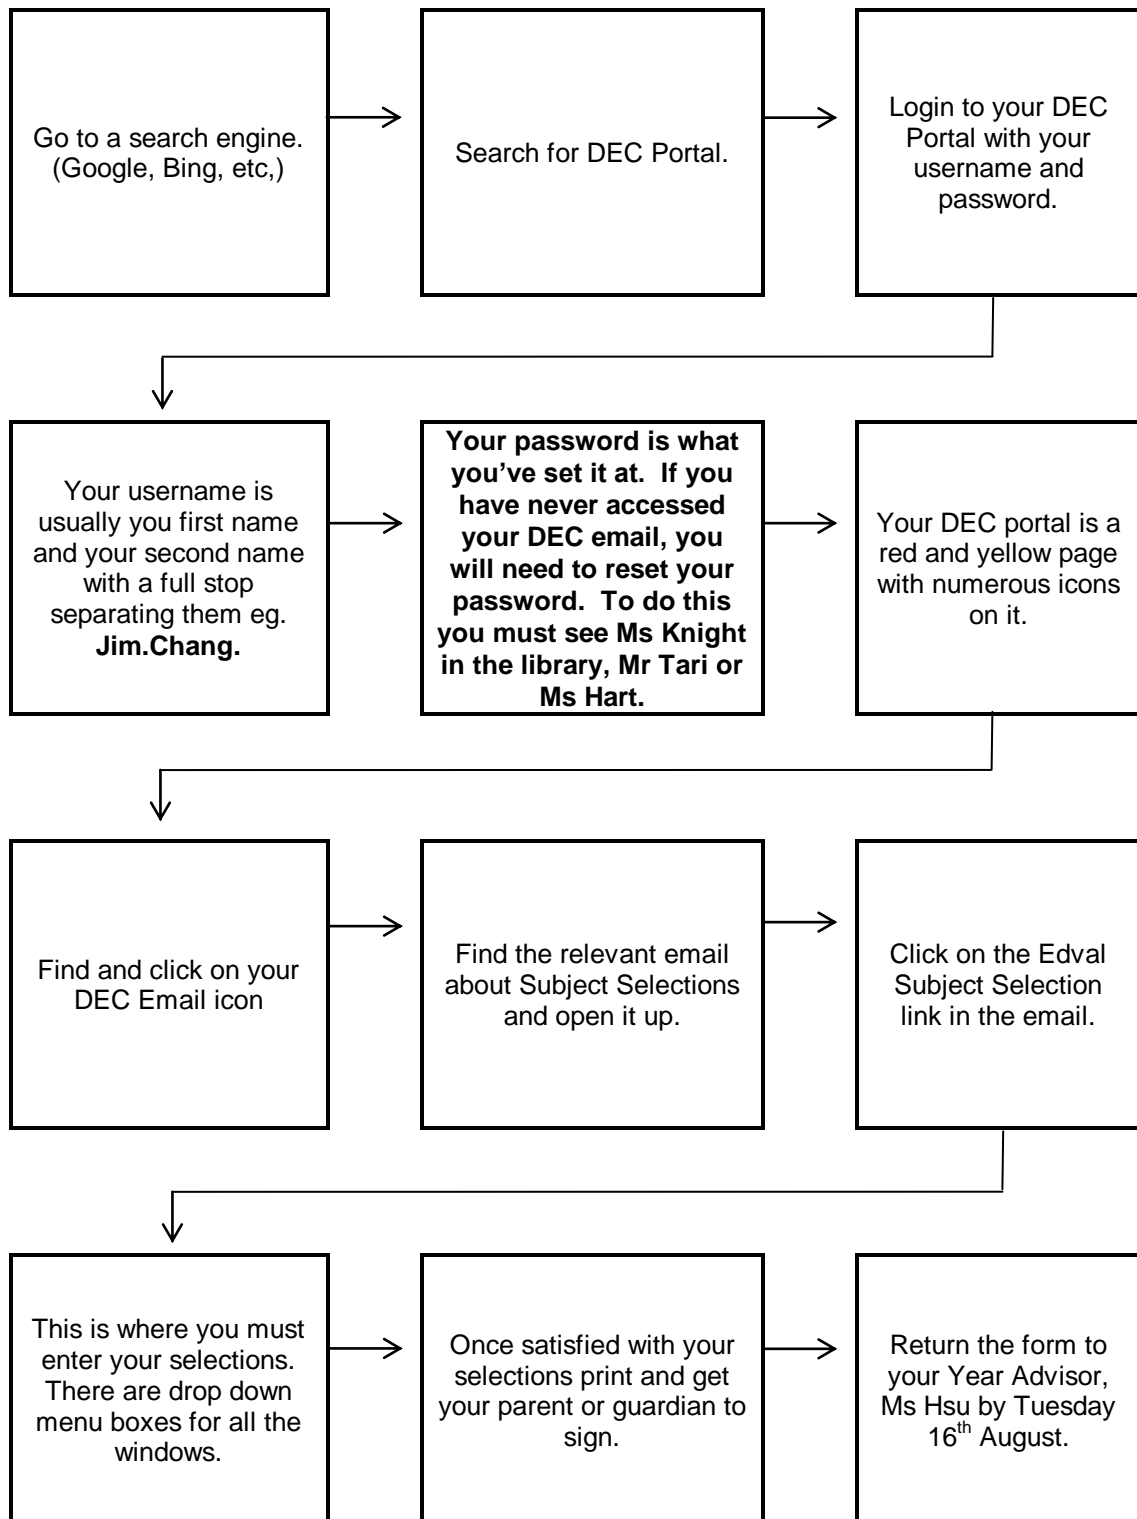 Go to a search engine.
(Google, Bing, etc,)
Search for DEC Portal.
Login to your DEC
Portal with your
username and
password.
Your username is
usually you first name
and your second name
with a full stop
separating them eg.
Jim.Chang.
Your password is what
you’ve set it at.  If you
have never accessed
your DEC email, you
will need to reset your
password.  To do this
you must see Ms Knight
in the library, Mr Tari or
Ms Hart.
Your DEC portal is a
red and yellow page
with numerous icons
on it.
Find and click on your
DEC Email icon
Find the relevant email
about Subject Selections
and open it up.
Click on the Edval
Subject Selection
link in the email.
This is where you must
enter your selections.
There are drop down
menu boxes for all the
windows.
Once satisfied with your
selections print and get
your parent or guardian to
sign.
Return the form to
your Year Advisor,
Ms Hsu by Tuesday
16th August.